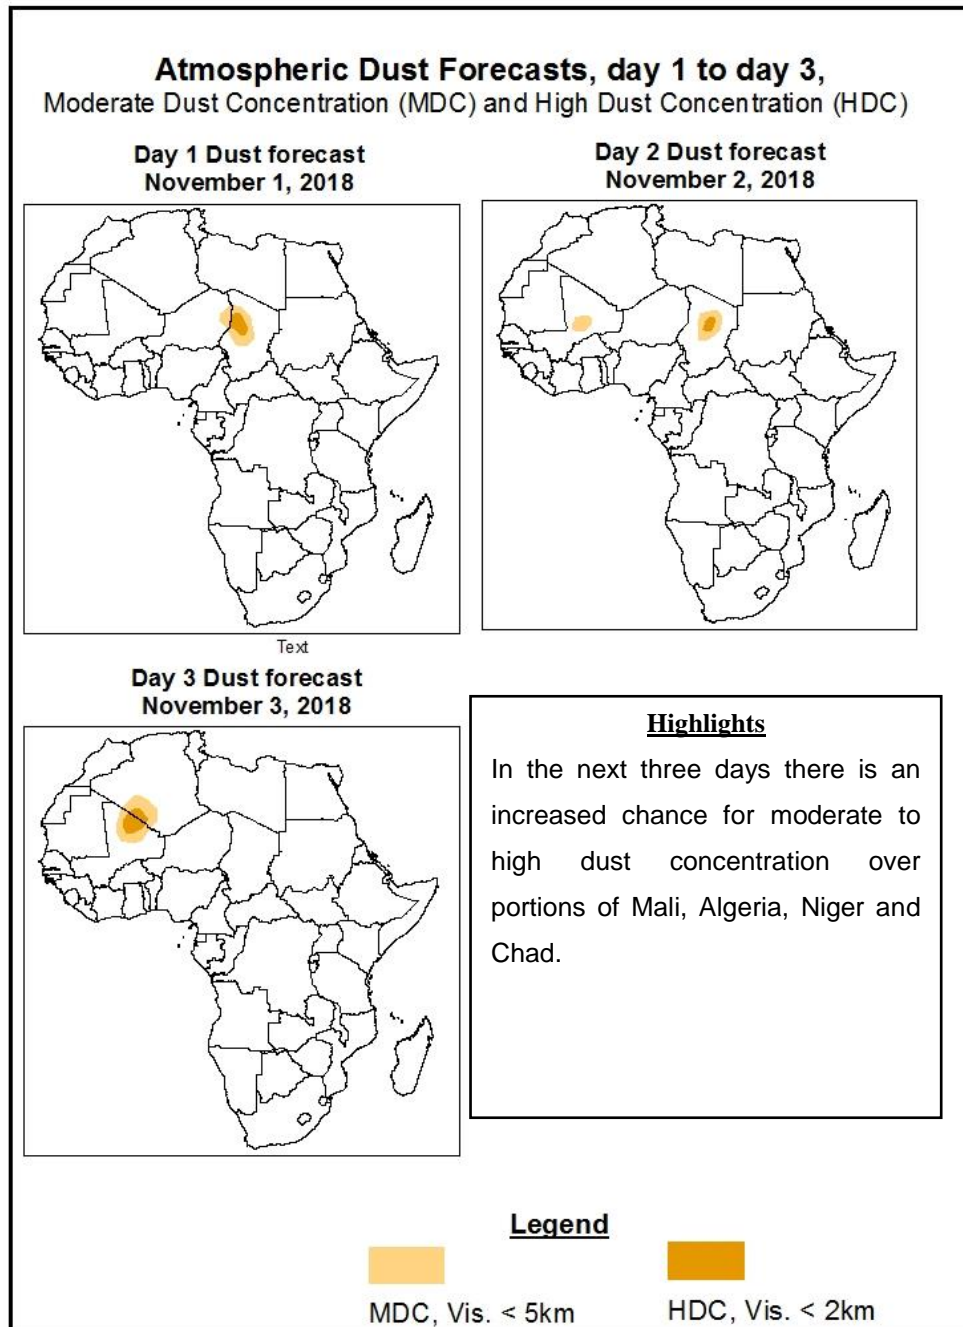 Atmospheric Dust Forecasts, day 1 to day 3,
Moderate Dust Concentration (MDC) and High Dust Concentration (HDC)
Day 1 Dust forecast
November 1, 2018
Day 2 Dust forecast
November 2, 2018
Text
Day 3 Dust forecast
November 3, 2018
Highlights
In the next three days there is an
increased chance for moderate to
high dust concentration over
portions of Mali, Algeria, Niger and
Chad.
Legend
MDC, Vis. < 5km
HDC, Vis. < 2km